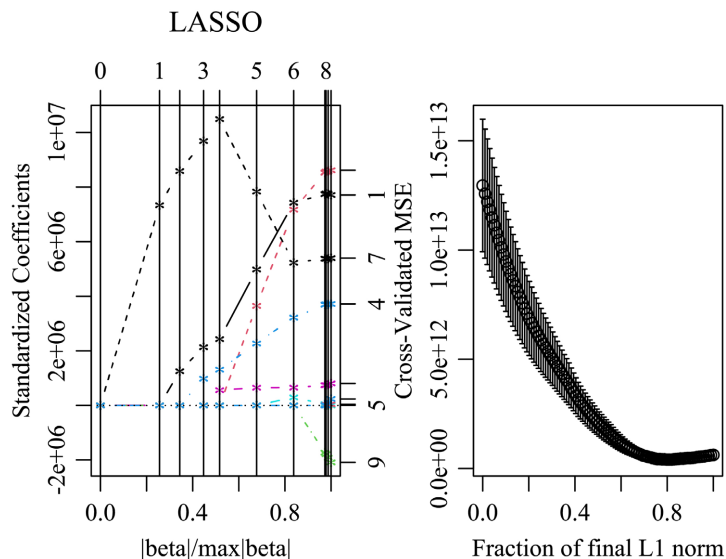 LASSO
0 1 3 5 6 8
Standardized Coefficients
-2e+06 2e+06 6e+06 1e+07
1
7
4
5
9
0.0 0.4 0.8
|beta|/max|beta|
Cross-Validated MSE
0.0e+00 5.0e+12 1.0e+13 1.5e+13
0.0 0.4 0.8
Fraction of final L1 norm